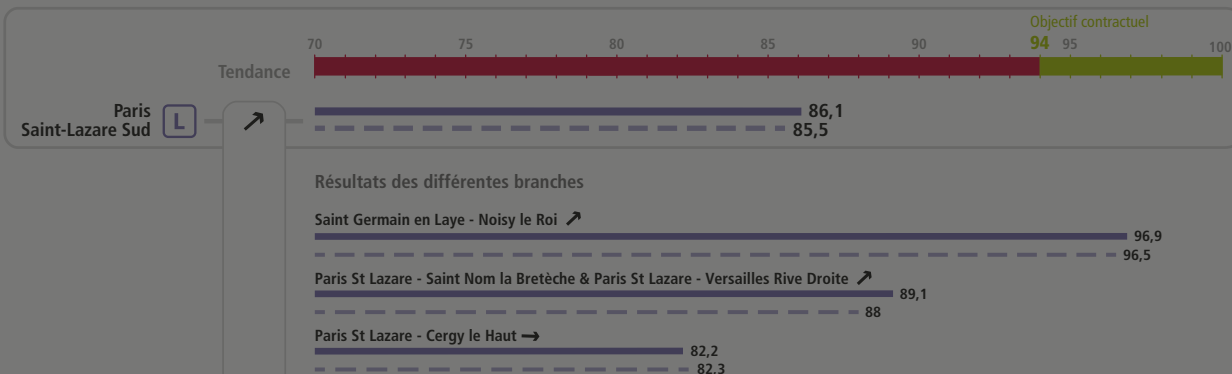 Objectif contractuel
70 75 80 85 90 94 95 100
Tendance
Paris
Saint-Lazare Sud
L
86,1
85,5
Résultats des différentes branches
Saint Germain en Laye - Noisy le Roi
96,9
96,5
Paris St Lazare - Saint Nom la Bretèche & Paris St Lazare - Versailles Rive Droite
89,1
88
Paris St Lazare - Cergy le Haut
82,2
82,3